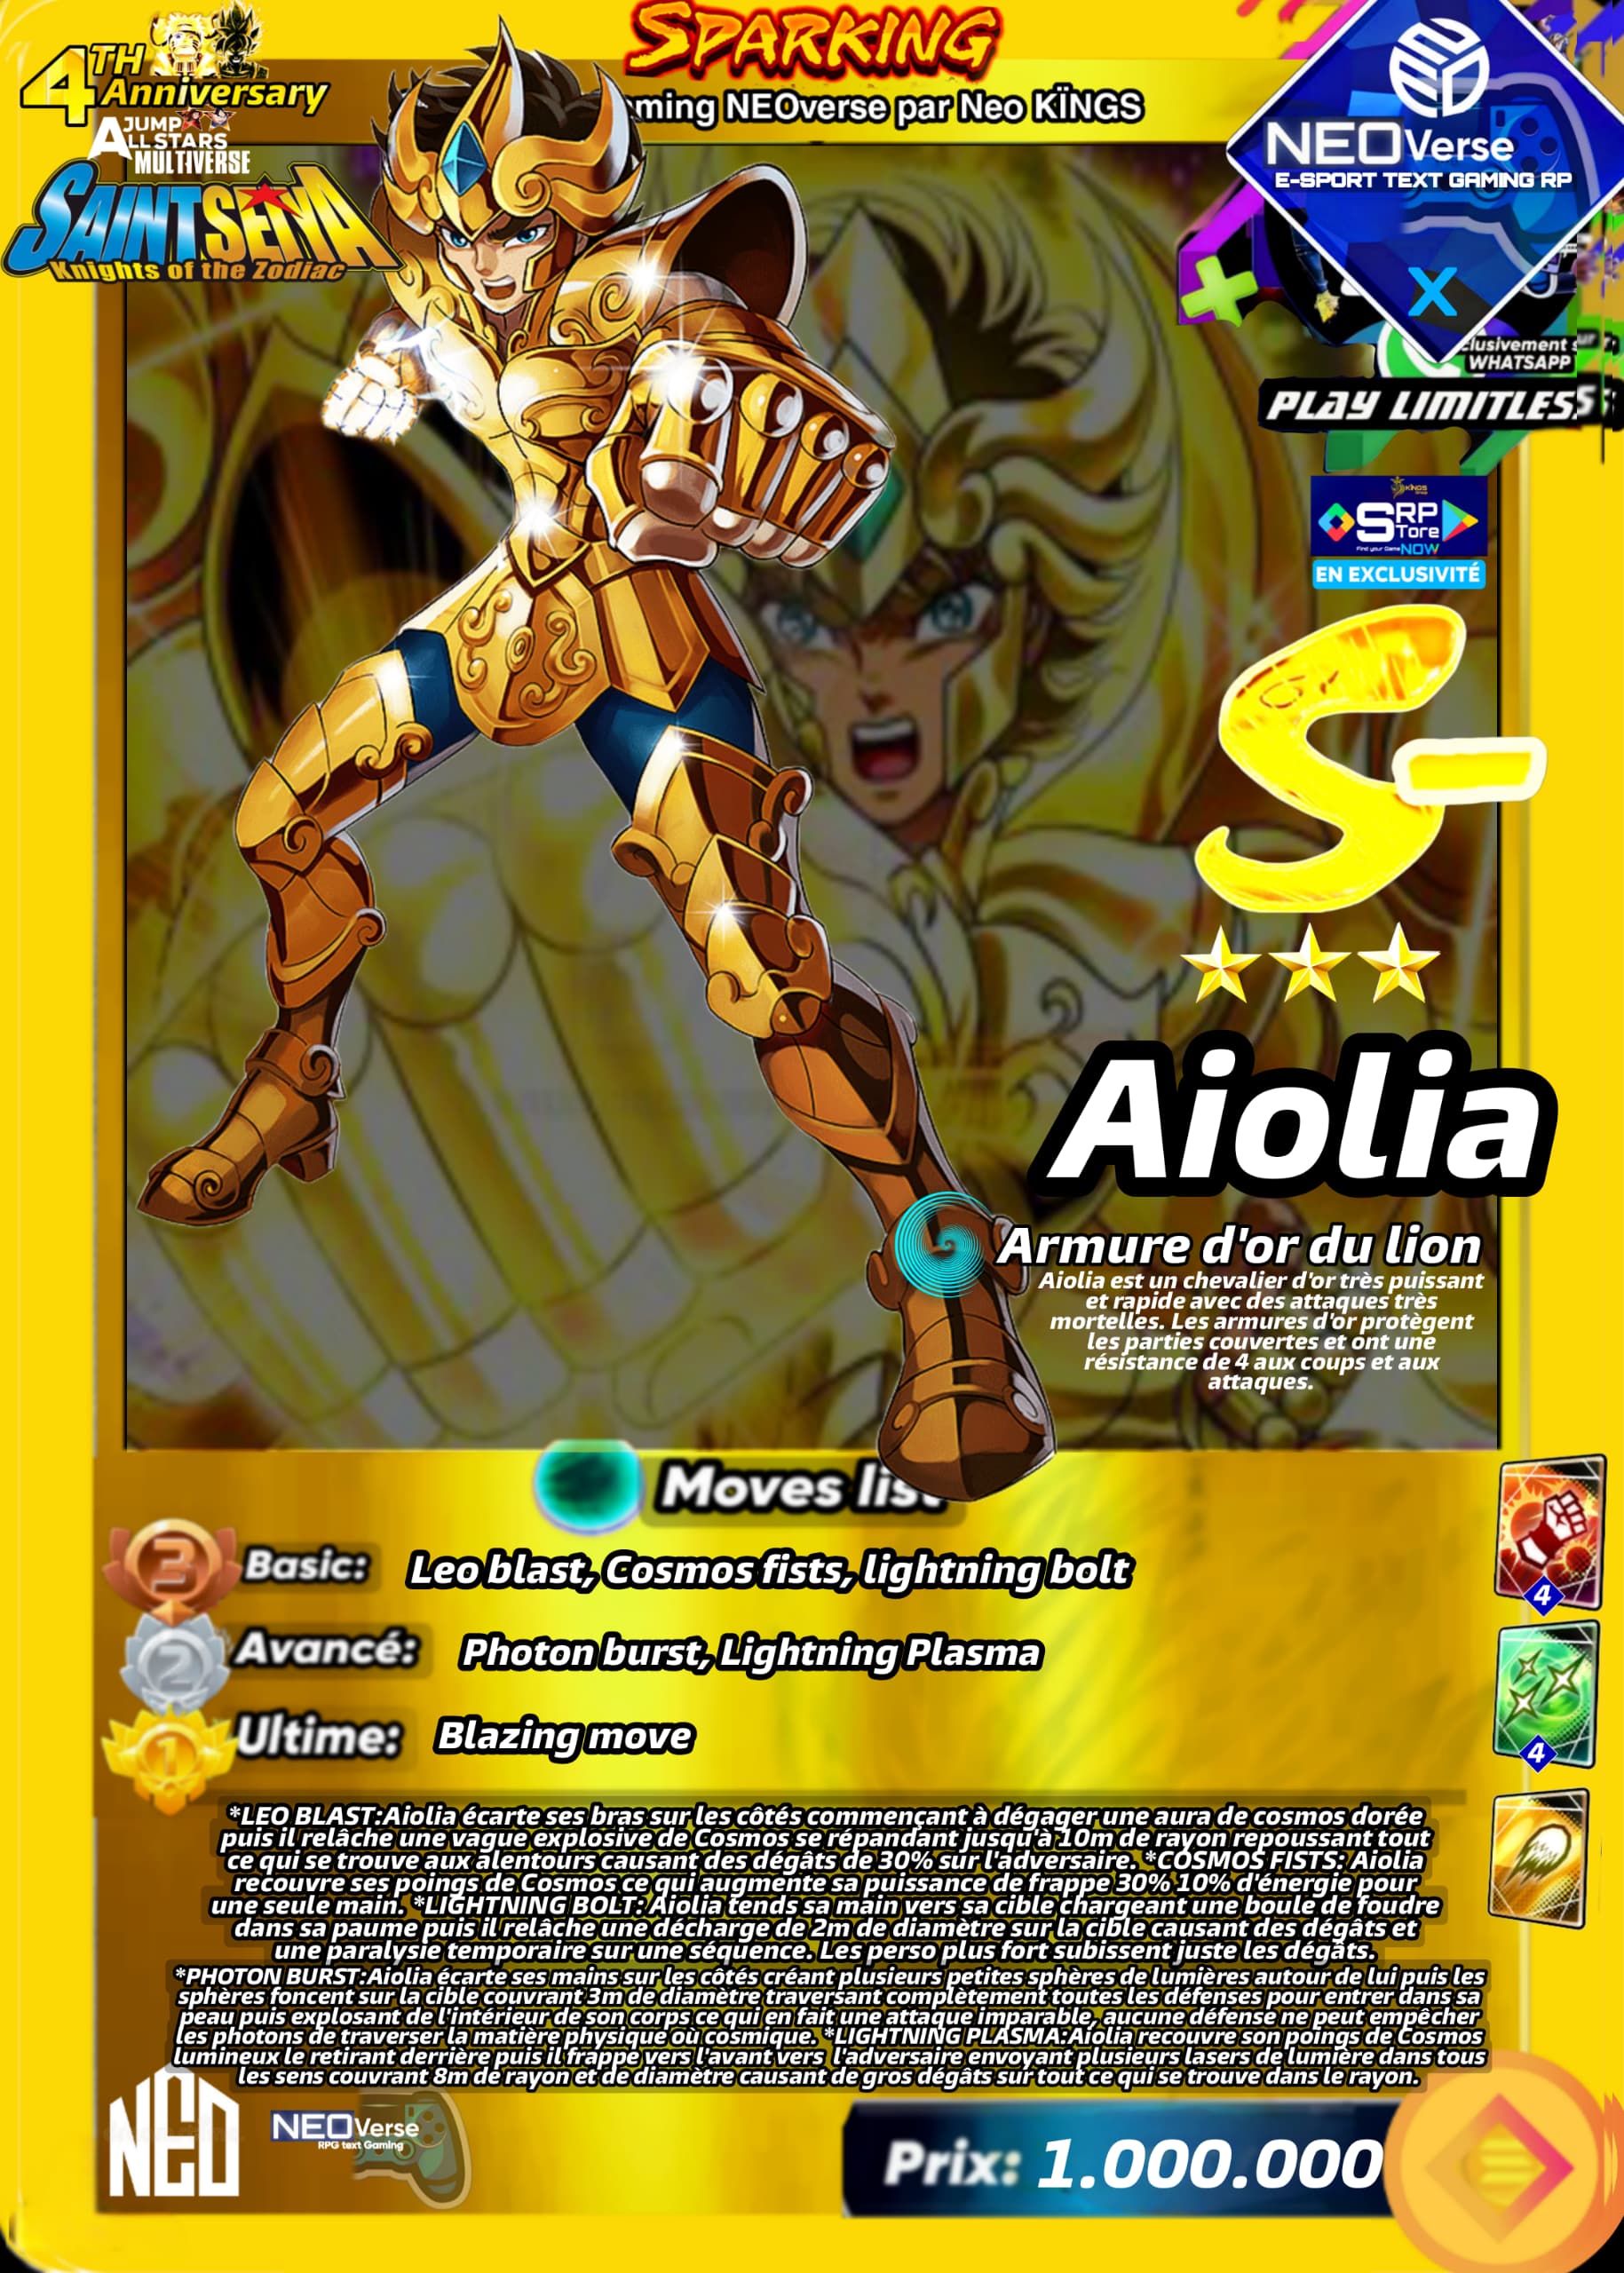 4TH
Anniversary
JUMP
ALL STARS
MULTIVERSE
SAINT SEIYA
Knights of the Zodiac
SPARKING
ming NEOverse par Neo KÏNGS
NEOVerse
E-SPORT TEXT GAMING RP
X
lusivement
WHATSAPP
PLAY LIMITLESS
KINGS
SRP
Tore
Find your Game NOW
EN EXCLUSIVITÉ
S-
Aiolia
Armure d'or du lion
Aiolia est un chevalier d'or très puissant
et rapide avec des attaques très
mortelles. Les armures d'or protègent
les parties couvertes et ont une
résistance de 4 aux coups et aux
attaques.
Moves list
3 Basic: Leo blast, Cosmos fists, lightning bolt
4
2 Avancé: Photon burst, Lightning Plasma
4
1 Ultime: Blazing move
*LEO BLAST:Aiolia écarte ses bras sur les côtés commençant à dégager une aura de cosmos dorée
puis il relâche une vague explosive de Cosmos se répandant jusqu'à 10m de rayon repoussant tout
ce qui se trouve aux alentours causant des dégâts de 30% sur l'adversaire. *COSMOS FISTS: Aiolia
recouvre ses poings de Cosmos ce qui augmente sa puissance de frappe 30% 10% d'énergie pour
une seule main. *LIGHTNING BOLT: Aiolia tends sa main vers sa cible chargeant une boule de foudre
dans sa paume puis il relâche une décharge de 2m de diamètre sur la cible causant des dégâts et
une paralysie temporaire sur une séquence. Les perso plus fort subissent juste les dégâts.
*PHOTON BURST:Aiolia écarte ses mains sur les côtés créant plusieurs petites sphères de lumières autour de lui puis les
sphères foncent sur la cible couvrant 3m de diamètre traversant complètement toutes les défenses pour entrer dans sa
peau puis explosant de l'intérieur de son corps ce qui en fait une attaque imparable, aucune défense ne peut empêcher
les photons de traverser la matière physique ou cosmique. *LIGHTNING PLASMA:Aiolia recouvre son poings de Cosmos
lumineux le retirant derrière puis il frappe vers l'avant vers l'adversaire envoyant plusieurs lasers de lumière dans tous
les sens couvrant 8m de rayon et de diamètre causant de gros dégâts sur tout ce qui se trouve dans le rayon.
NEO
NEOVerse
RPG text Gaming
Prix: 1.000.000